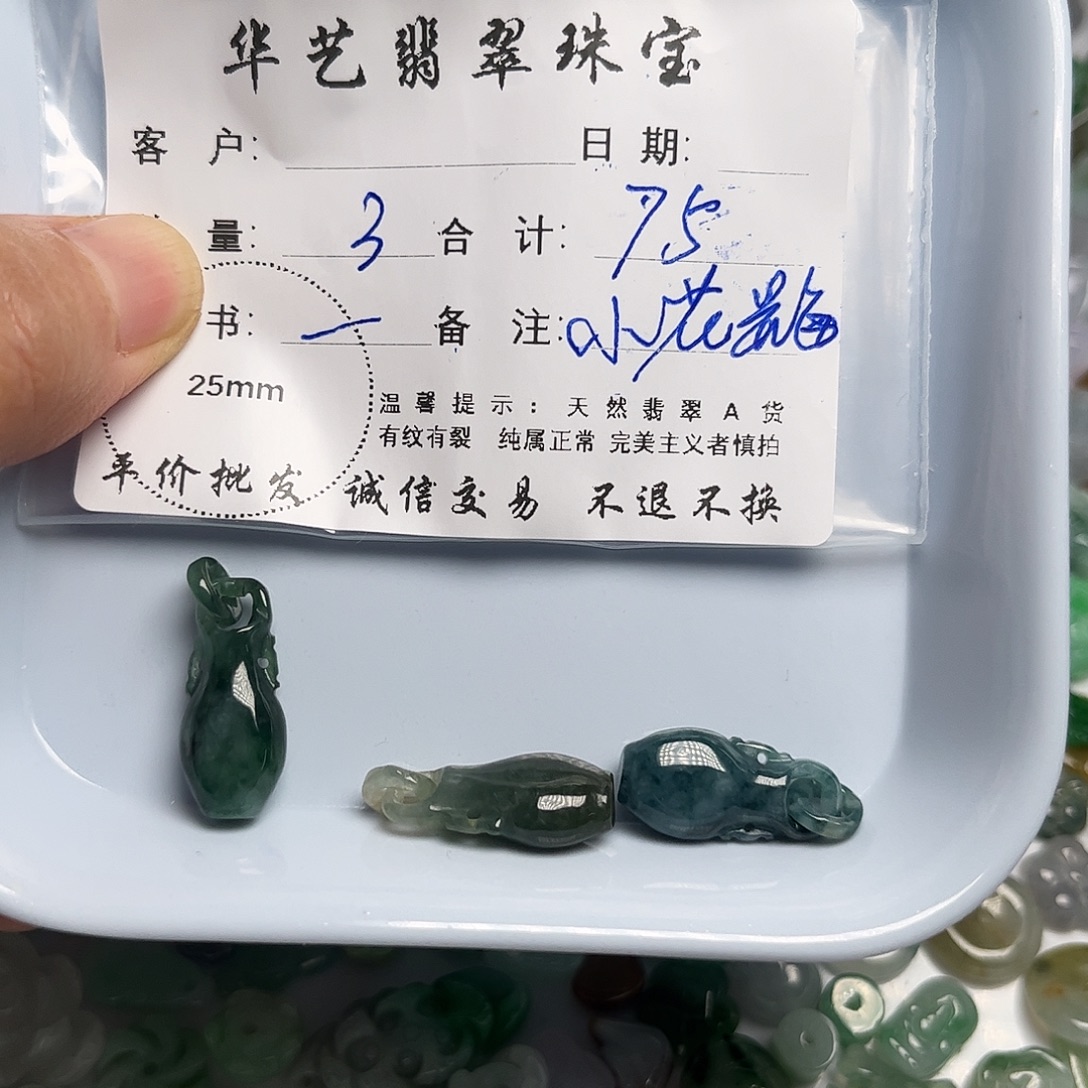 华艺翡翠珠宝
客户: 日期:
量: 3 合计: 75
书: 一 备注: 小花
25mm
温馨提示: 天然翡翠A货
有纹有裂 纯属正常 完美主义者慎拍
平价批发 诚信交易 不退不换